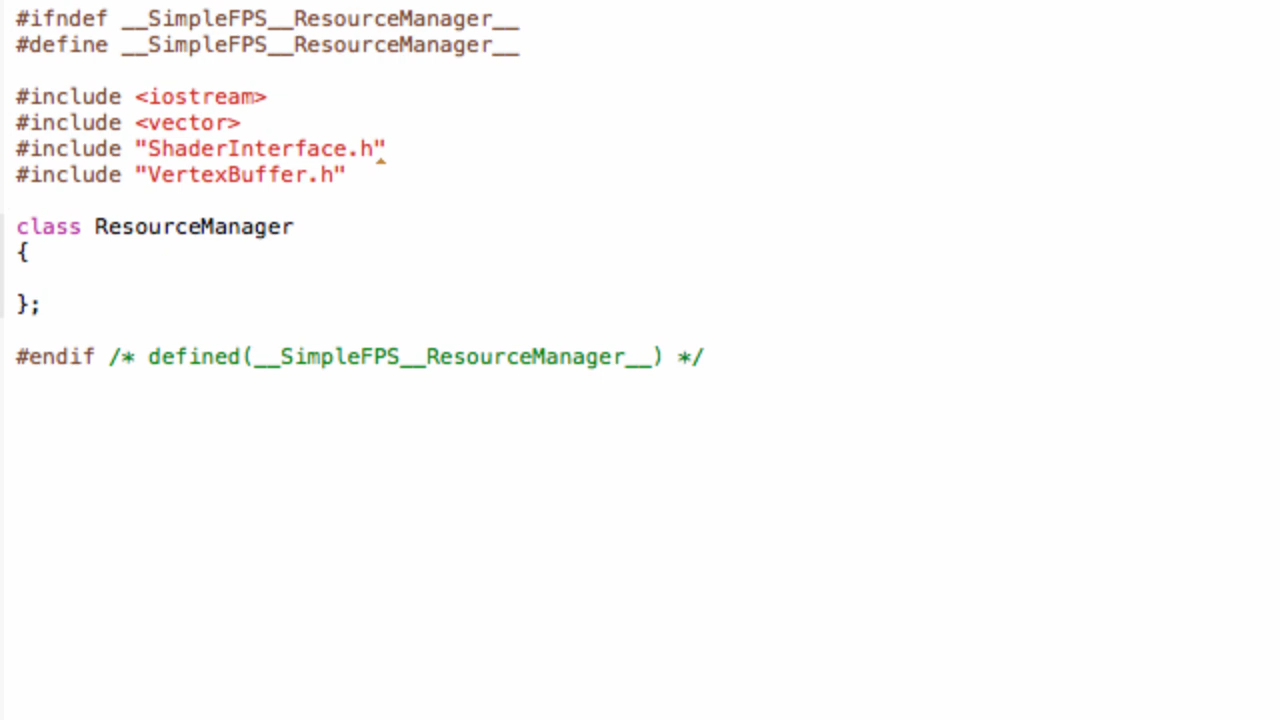 #ifndef __SimpleFPS__ResourceManager__
#define __SimpleFPS__ResourceManager__
#include <iostream>
#include <vector>
#include "ShaderInterface.h"
#include "VertexBuffer.h"
class ResourceManager
{
};
#endif /* defined(__SimpleFPS__ResourceManager__) */